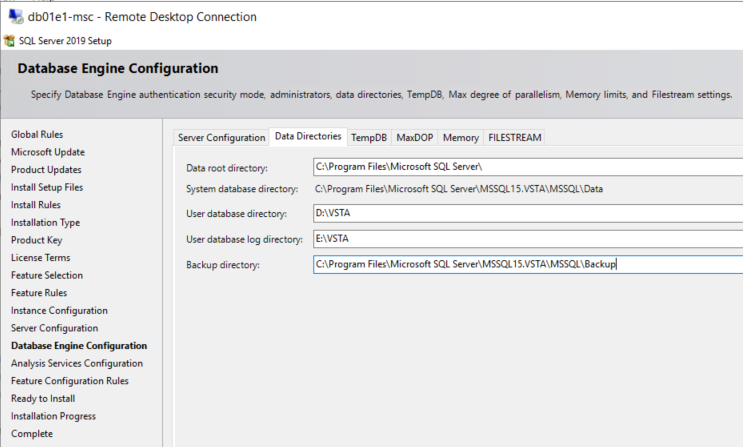 db01e1-msc - Remote Desktop Connection
SQL Server 2019 Setup
Database Engine Configuration
Specify Database Engine authentication security mode, administrators, data directories, TempDB, Max degree of parallelism, Memory limits, and Filestream settings.
Global Rules
Microsoft Update
Product Updates
Install Setup Files
Install Rules
Installation Type
Product Key
License Terms
Feature Selection
Feature Rules
Instance Configuration
Server Configuration
Database Engine Configuration
Analysis Services Configuration
Feature Configuration Rules
Ready to Install
Installation Progress
Complete
Server Configuration Data Directories TempDB MaxDOP Memory FILESTREAM
Data root directory: C:\Program Files\Microsoft SQL Server\
System database directory: C:\Program Files\Microsoft SQL Server\MSSQL15.VSTA\MSSQL\Data
User database directory: D:\VSTA
User database log directory: E:\VSTA
Backup directory: C:\Program Files\Microsoft SQL Server\MSSQL15.VSTA\MSSQL\Backup